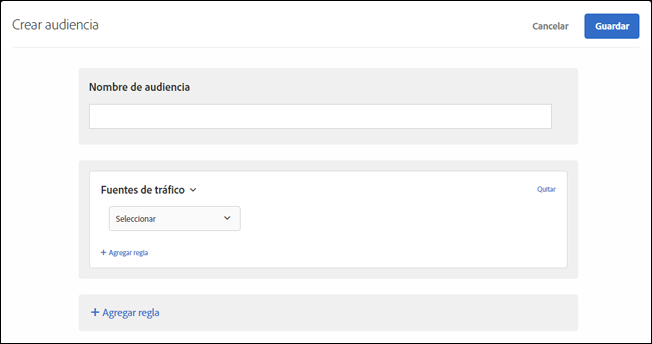 Crear audiencia
Cancelar
Guardar
Nombre de audiencia
Fuentes de tráfico
Quitar
Seleccionar
+ Agregar regla
+ Agregar regla